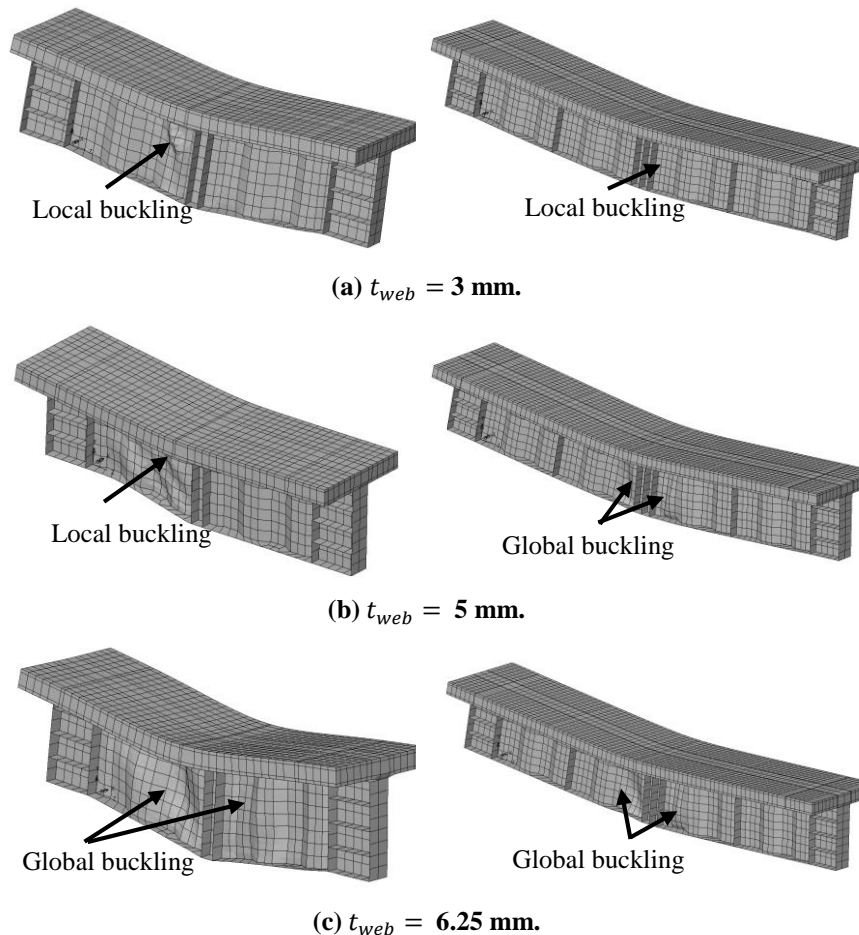 Local buckling
Local buckling
(a) t_web = 3 mm.
Local buckling
Global buckling
(b) t_web = 5 mm.
Global buckling
Global buckling
(c) t_web = 6.25 mm.